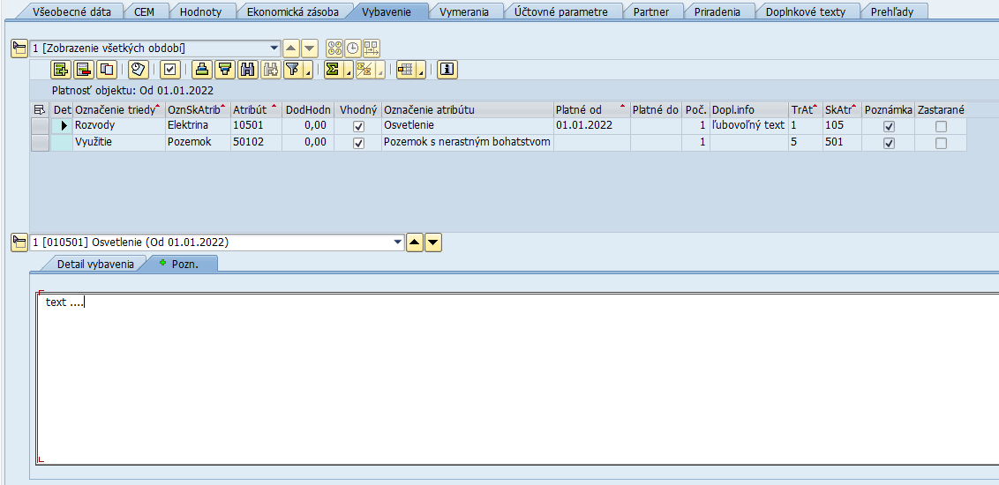 Všeobecné dáta CEM Hodnoty Ekonomická zásoba Vybavenie Vymerania Účtovné parametre Partner Priradenia Doplnkové texty Prehľady
1 [Zobrazenie všetkých období]
Platnosť objektu: Od 01.01.2022
Det Označenie triedy OznSkAtrib Atribút DodHodn Vhodný Označenie atribútu Platné od Platné do Poč. Dopl.info TrAt SkAtr Poznámka Zastarané
Rozvody Elektrina 10501 0,00 Osvetlenie 01.01.2022 1 ľubovoľný text 1 105
Využitie Pozemok 50102 0,00 Pozemok s nerastným bohatstvom 1 5 501
1 [010501] Osvetlenie (Od 01.01.2022)
Detail vybavenia Pozn.
text ....